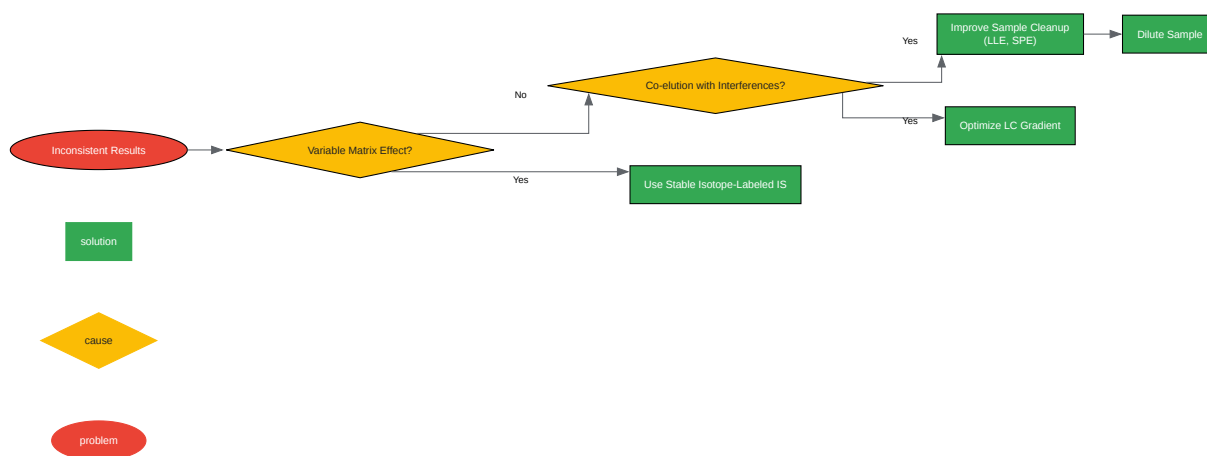 Inconsistent Results
Variable Matrix Effect?
No
Yes
Co-elution with Interferences?
Use Stable Isotope-Labeled IS
Yes
Yes
Improve Sample Cleanup
(LLE, SPE)
Optimize LC Gradient
Dilute Sample
solution
cause
problem